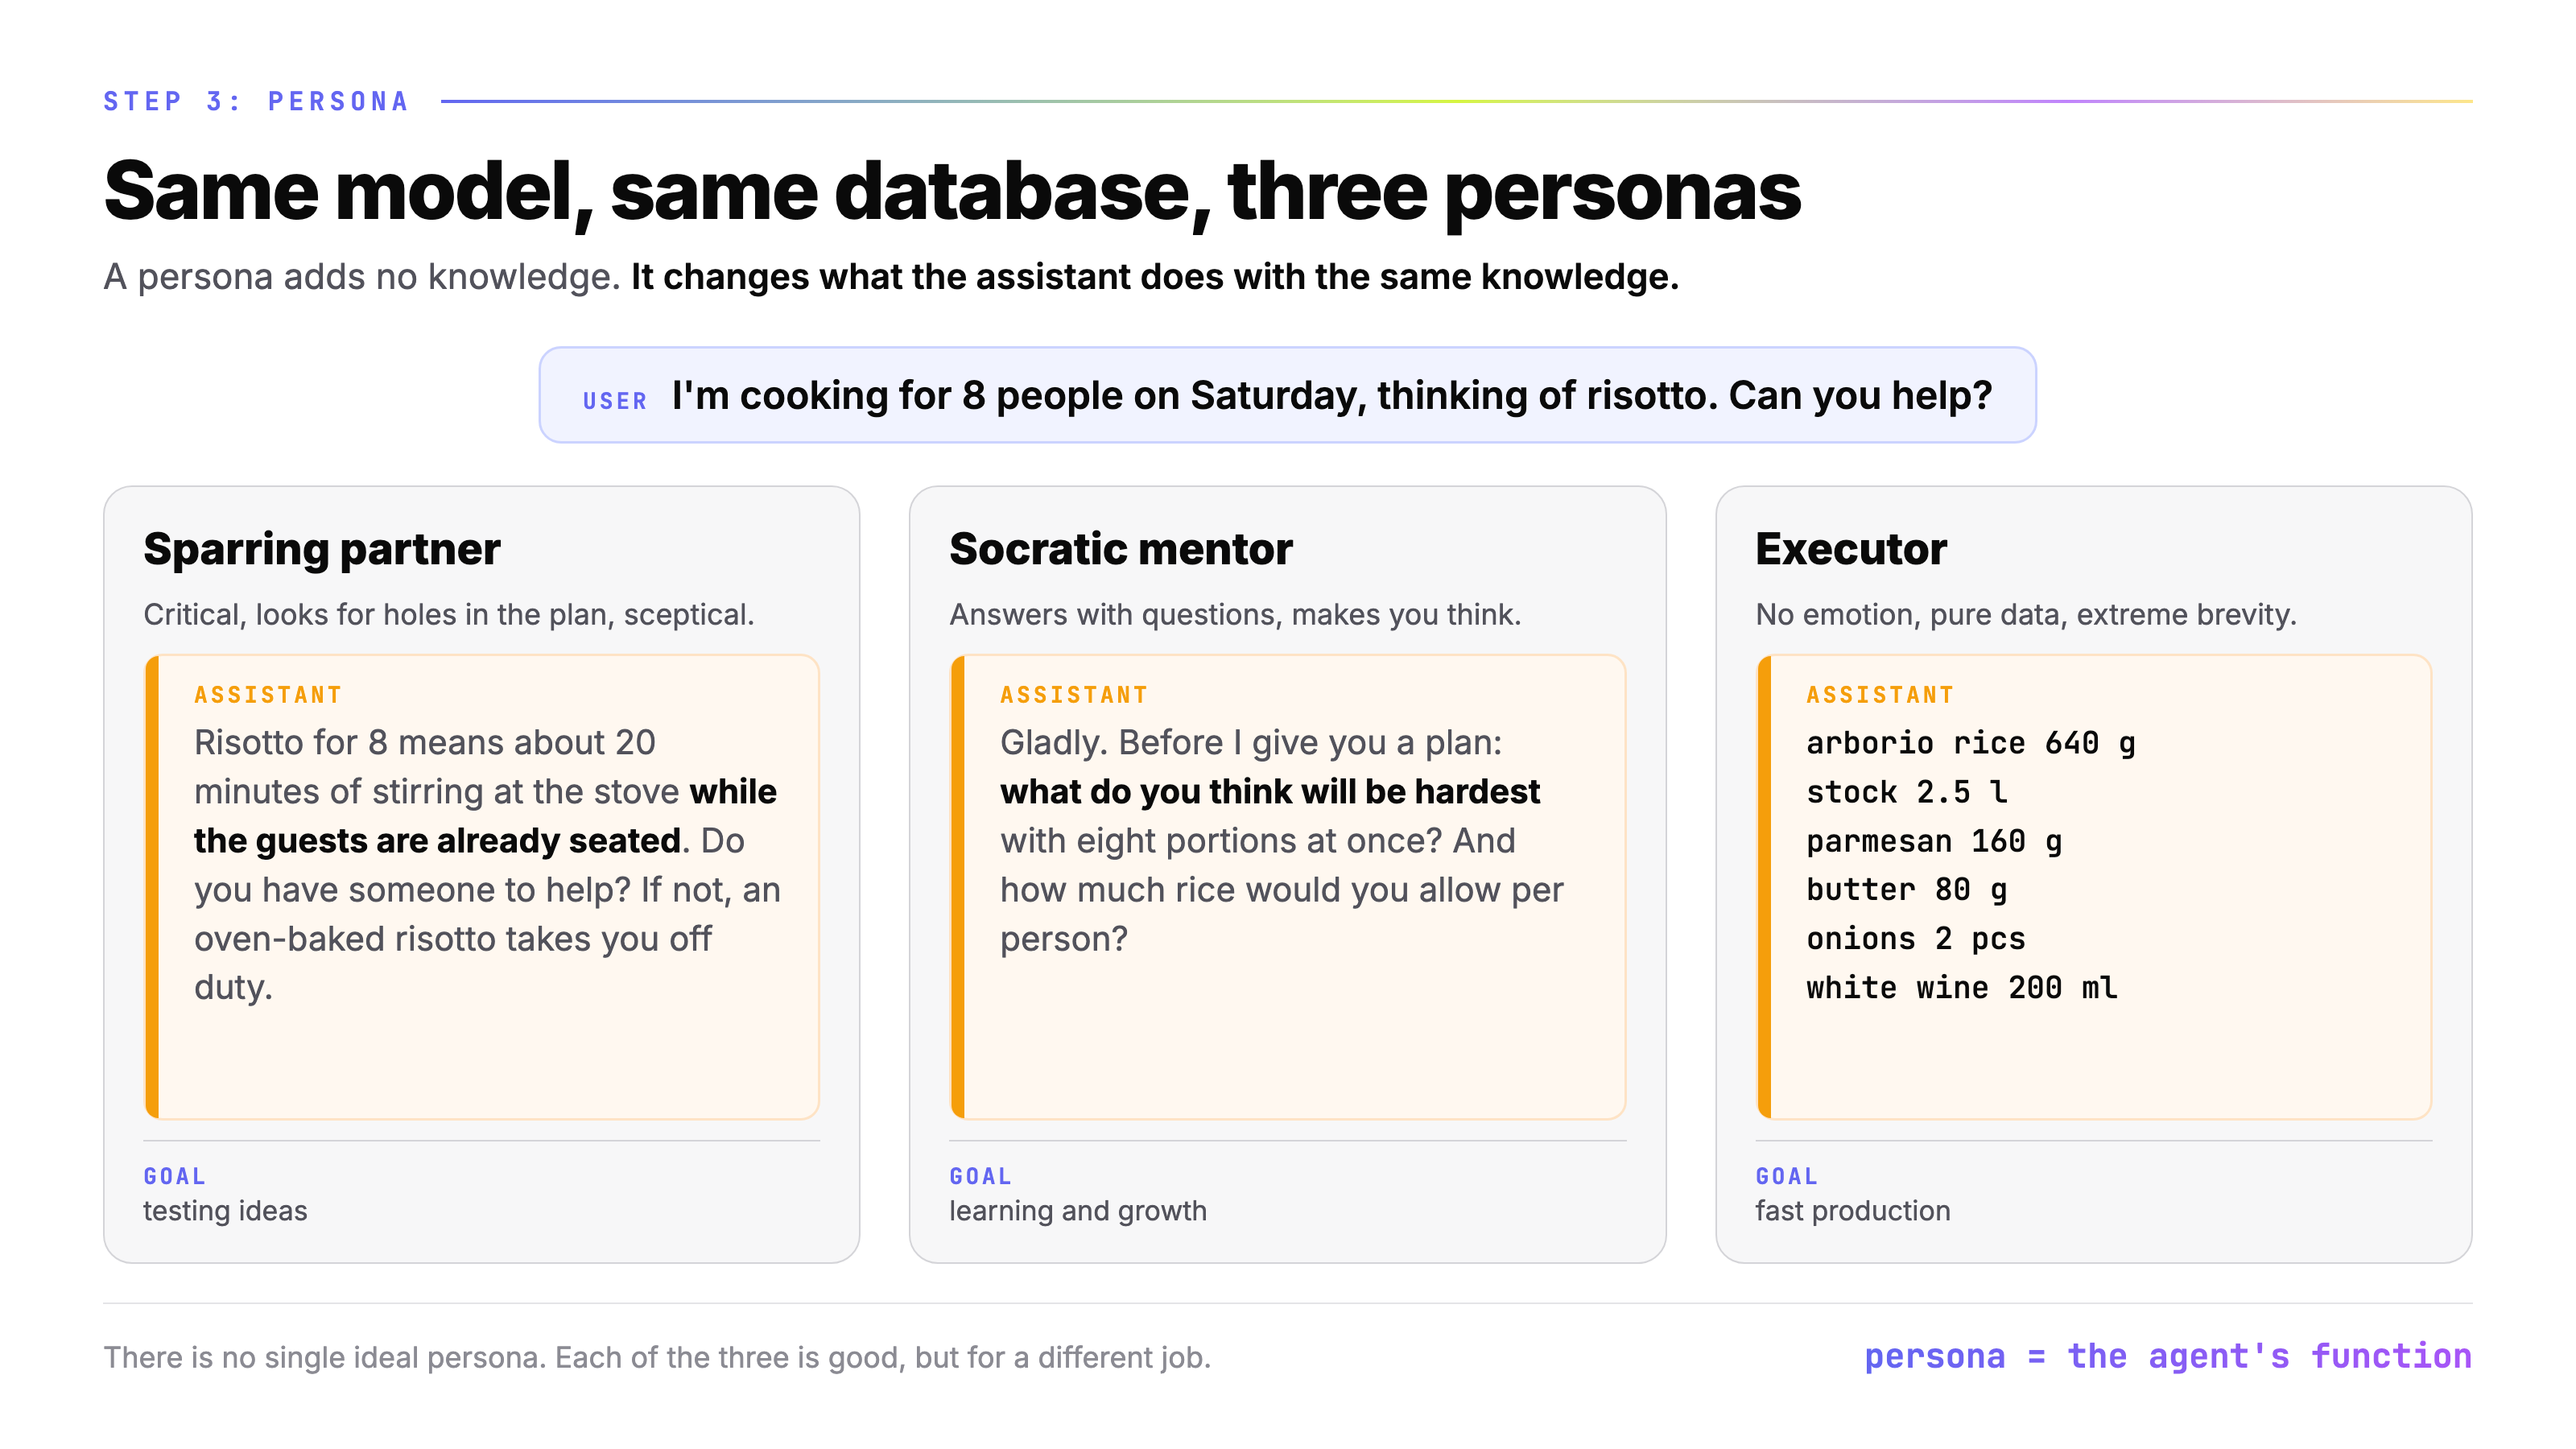 STEP 3: PERSONA
Same model, same database, three personas
A persona adds no knowledge. It changes what the assistant does with the same knowledge.
USER I'm cooking for 8 people on Saturday, thinking of risotto. Can you help?
Sparring partner
Critical, looks for holes in the plan, sceptical.
ASSISTANT
Risotto for 8 means about 20
minutes of stirring at the stove while
the guests are already seated. Do
you have someone to help? If not, an
oven-baked risotto takes you off
duty.
GOAL
testing ideas
Socratic mentor
Answers with questions, makes you think.
ASSISTANT
Gladly. Before I give you a plan:
what do you think will be hardest
with eight portions at once? And
how much rice would you allow per
person?
GOAL
learning and growth
Executor
No emotion, pure data, extreme brevity.
ASSISTANT
arborio rice 640 g
stock 2.5 l
parmesan 160 g
butter 80 g
onions 2 pcs
white wine 200 ml
GOAL
fast production
There is no single ideal persona. Each of the three is good, but for a different job.
persona = the agent's function